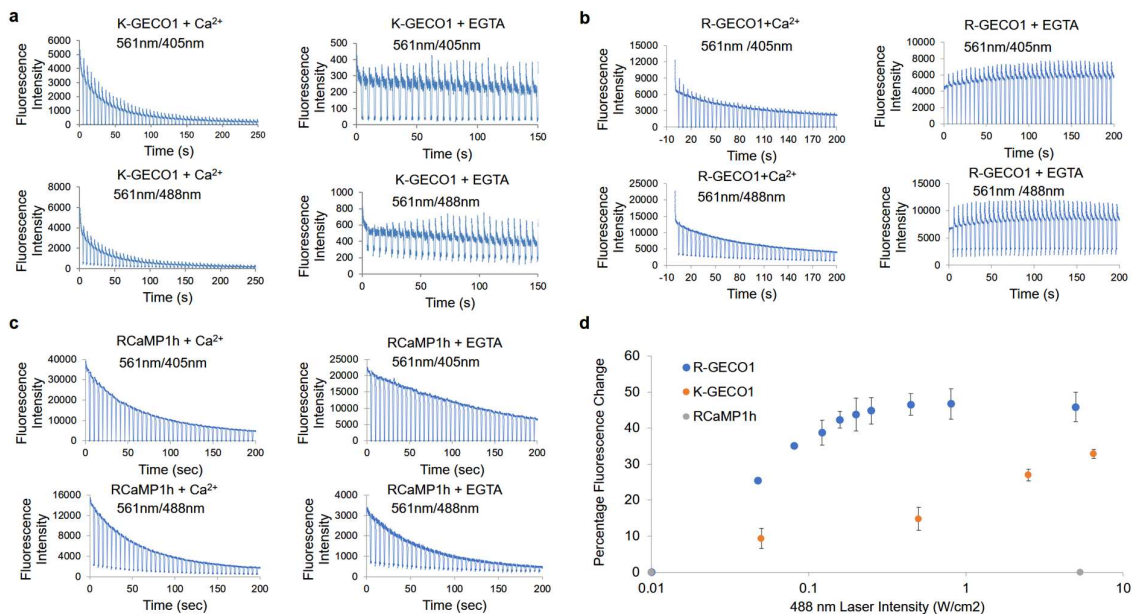 a
K-GECO1 + Ca²⁺
561nm/405nm
Fluorescence
Intensity
6000
5000
4000
3000
2000
1000
0
0 50 100 150 200 250
Time (s)
K-GECO1 + EGTA
561nm/405nm
Fluorescence
Intensity
500
400
300
200
100
0
0 50 100 150
Time (s)
K-GECO1 + Ca²⁺
561nm/488nm
Fluorescence
Intensity
8000
6000
4000
2000
0
0 50 100 150 200 250
Time (s)
K-GECO1 + EGTA
561nm/488nm
Fluorescence
Intensity
1000
800
600
400
200
0
0 50 100 150
Time (s)
b
R-GECO1+Ca²⁺
561nm /405nm
Fluorescence
Intensity
15000
12000
9000
6000
3000
0
-10 20 50 80 110 140 170 200
Time (s)
R-GECO1 + EGTA
561nm/405nm
Fluorescence
Intensity
10000
8000
6000
4000
2000
0
0 25 50 75 100 125 150 175 200
Time (s)
R-GECO1+Ca²⁺
561nm /488nm
Fluorescence
Intensity
25000
20000
15000
10000
5000
0
-10 20 50 80 110 140 170 200
Time (s)
R-GECO1 + EGTA
561nm /488nm
Fluorescence
Intensity
15000
10000
5000
0
0 50 100 150 200
Time (s)
c
RCaMP1h + Ca²⁺
561nm/405nm
Fluorescence
Intensity
40000
30000
20000
10000
0
0 50 100 150 200
Time (sec)
RCaMP1h + EGTA
561nm/405nm
Fluorescence
Intensity
25000
20000
15000
10000
5000
0
0 50 100 150 200
Time (sec)
RCaMP1h + Ca²⁺
561nm/488nm
Fluorescence
Intensity
16000
12000
8000
4000
0
0 50 100 150 200
Time (sec)
RCaMP1h + EGTA
561nm/488nm
Fluorescence
Intensity
4000
3000
2000
1000
0
0 50 100 150 200
Time (sec)
d
Percentage Fluorescence Change
60
50
40
30
20
10
0
R-GECO1
K-GECO1
RCaMP1h
0.01 0.1 1 10
488 nm Laser Intensity (W/cm2)